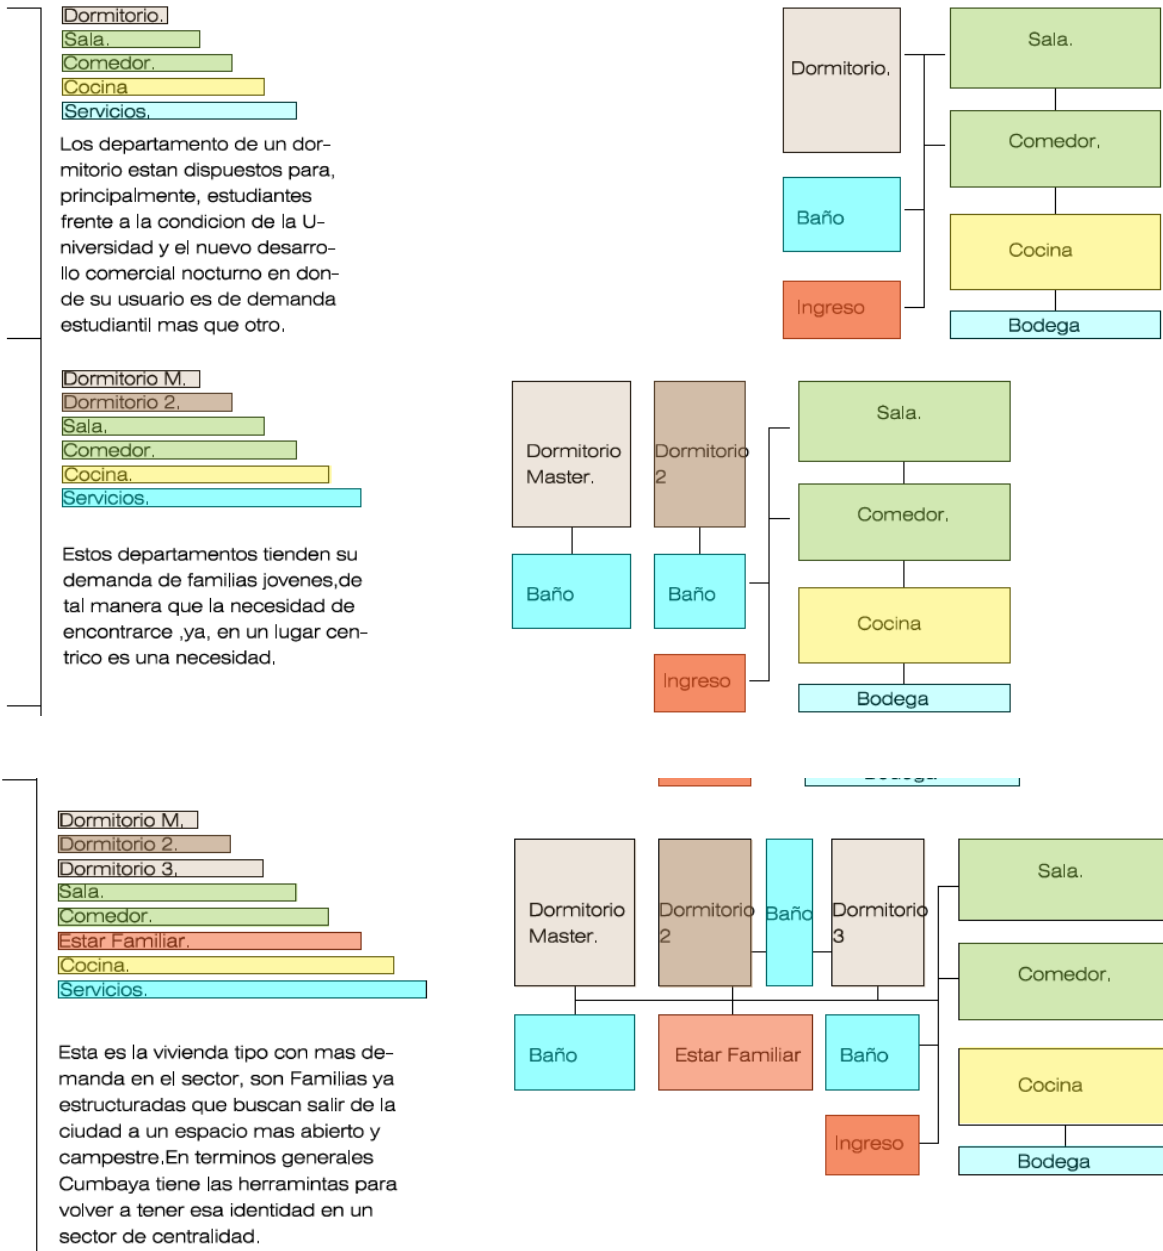 Dormitorio.
Sala.
Comedor.
Cocina
Servicios.
Los departamento de un dor-
mitorio estan dispuestos para,
principalmente, estudiantes
frente a la condicion de la U-
niversidad y el nuevo desarro-
llo comercial nocturno en don-
de su usuario es de demanda
estudiantil mas que otro.
Dormitorio.
Baño
Ingreso
Sala.
Comedor.
Cocina
Bodega
Dormitorio M.
Dormitorio 2.
Sala.
Comedor.
Cocina.
Servicios.
Estos departamentos tienden su
demanda de familias jovenes,de
tal manera que la necesidad de
encontrarce ,ya, en un lugar cen-
trico es una necesidad.
Dormitorio
Master.
Dormitorio
2
Baño
Baño
Ingreso
Sala.
Comedor.
Cocina
Bodega
Dormitorio M.
Dormitorio 2.
Dormitorio 3.
Sala.
Comedor.
Estar Familiar.
Cocina.
Servicios.
Esta es la vivienda tipo con mas de-
manda en el sector, son Familias ya
estructuradas que buscan salir de la
ciudad a un espacio mas abierto y
campestre.En terminos generales
Cumbaya tiene las herramintas para
volver a tener esa identidad en un
sector de centralidad.
Dormitorio
Master.
Dormitorio
2
Baño
Dormitorio
3
Baño
Estar Familiar
Baño
Ingreso
Sala.
Comedor.
Cocina
Bodega